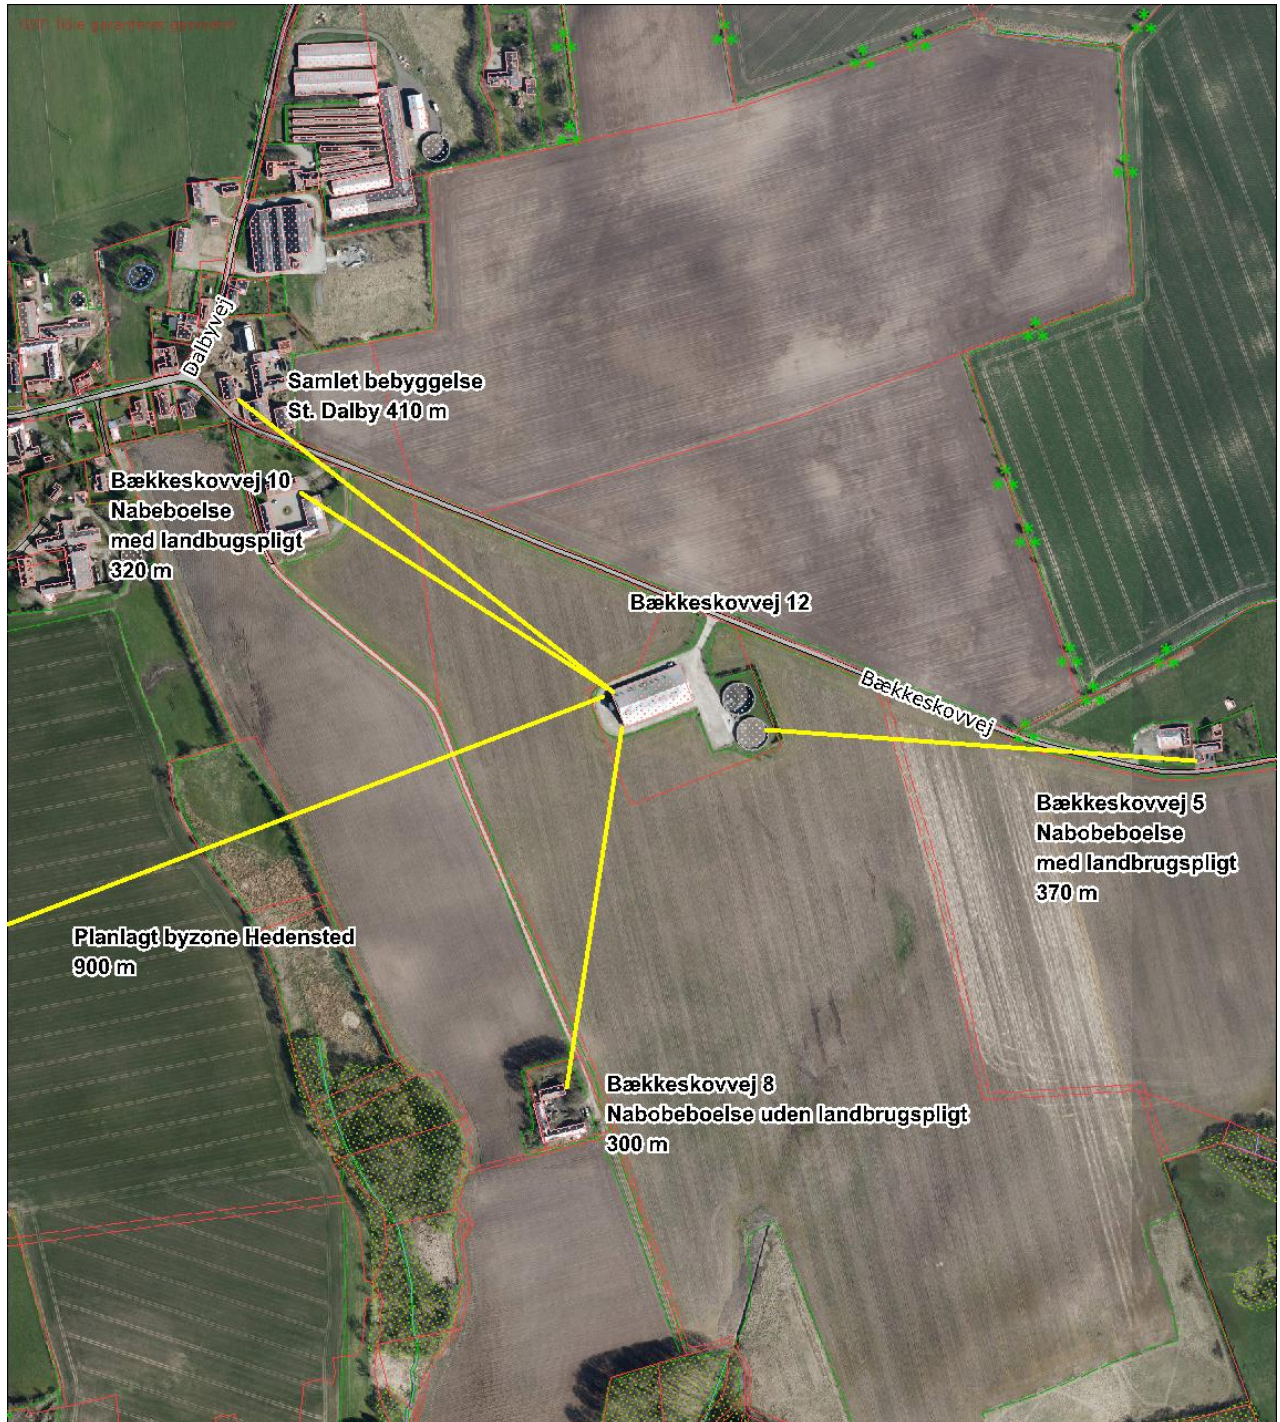 Dalbyvej
Samlet bebyggelse
St. Dalby 410 m
Bækkeskovvej 10
Nabeboelse
med landbugspligt
320 m
Bækkeskovvej 12
Bækkeskovvej
Bækkeskovvej 5
Nabobeboelse
med landbrugspligt
370 m
Planlagt byzone Hedensted
900 m
Bækkeskovvej 8
Nabobeboelse uden landbrugspligt
300 m